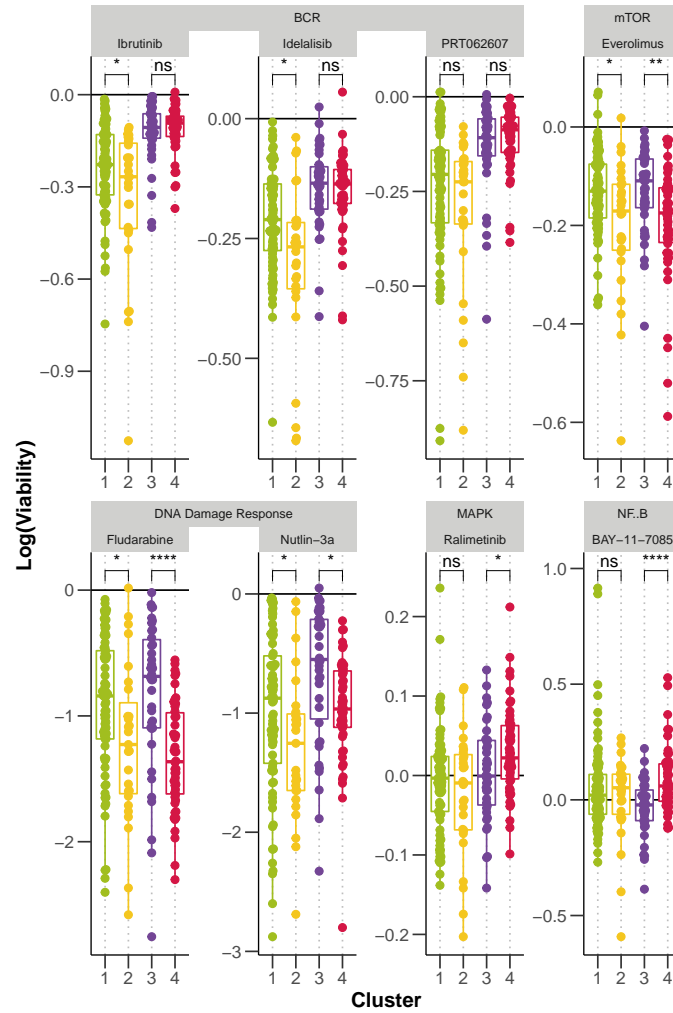 BCR
mTOR
Ibrutinib
Idelalisib
PRT062607
Everolimus
* ns
* ns
ns ns
* **
0.0
−0.3
−0.6
−0.9
0.00
−0.25
−0.50
0.00
−0.25
−0.50
−0.75
0.0
−0.2
−0.4
−0.6
1 2 3 4
1 2 3 4
1 2 3 4
1 2 3 4
Log(Viability)
DNA Damage Response
MAPK
NF..B
Fludarabine
Nutlin−3a
Ralimetinib
BAY−11−7085
* ****
* *
ns *
ns ****
0
−1
−2
0
−1
−2
−3
0.2
0.1
0.0
−0.1
−0.2
1.0
0.5
0.0
−0.5
1 2 3 4
1 2 3 4
1 2 3 4
1 2 3 4
Cluster